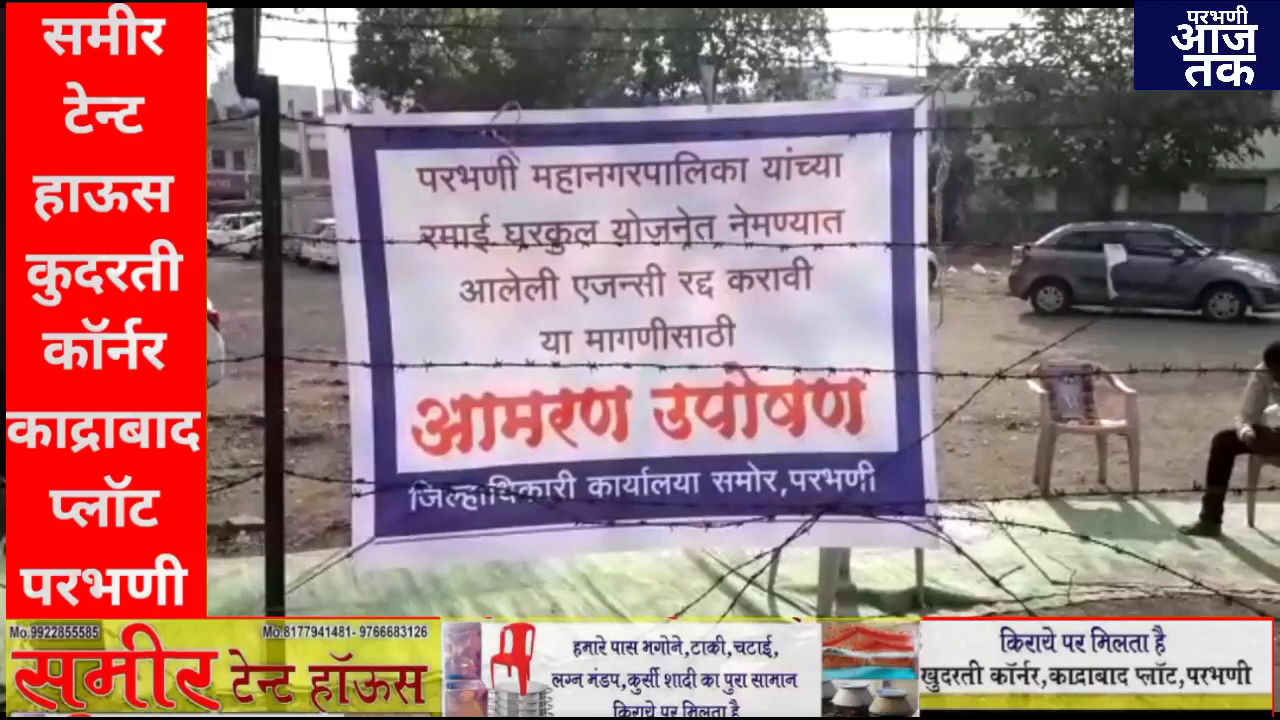 समीर
टेन्ट
हाऊस
कुदरती
कॉर्नर
काद्राबाद
प्लॉट
परभणी
परभणी
आज
तक
परभणी महानगरपालिका यांच्या
रमाई घरकुल योजनेत नेमण्यात
आलेली एजन्सी रद्द करावी
या मागणीसाठी
आमरण उपोषण
जिल्हाधिकारी कार्यालया समोर,परभणी
Mo.9922855585
Mo.8177941481- 9766683126
समीर टेन्ट हॉऊस
हमारे पास भगोने,टाकी,चटाई,
लग्न मंडप,कुर्सी शादी का पुरा सामान
किराये पर मिलता है
किराये पर मिलता है
खुदरती कॉर्नर,काद्राबाद प्लॉट,परभणी